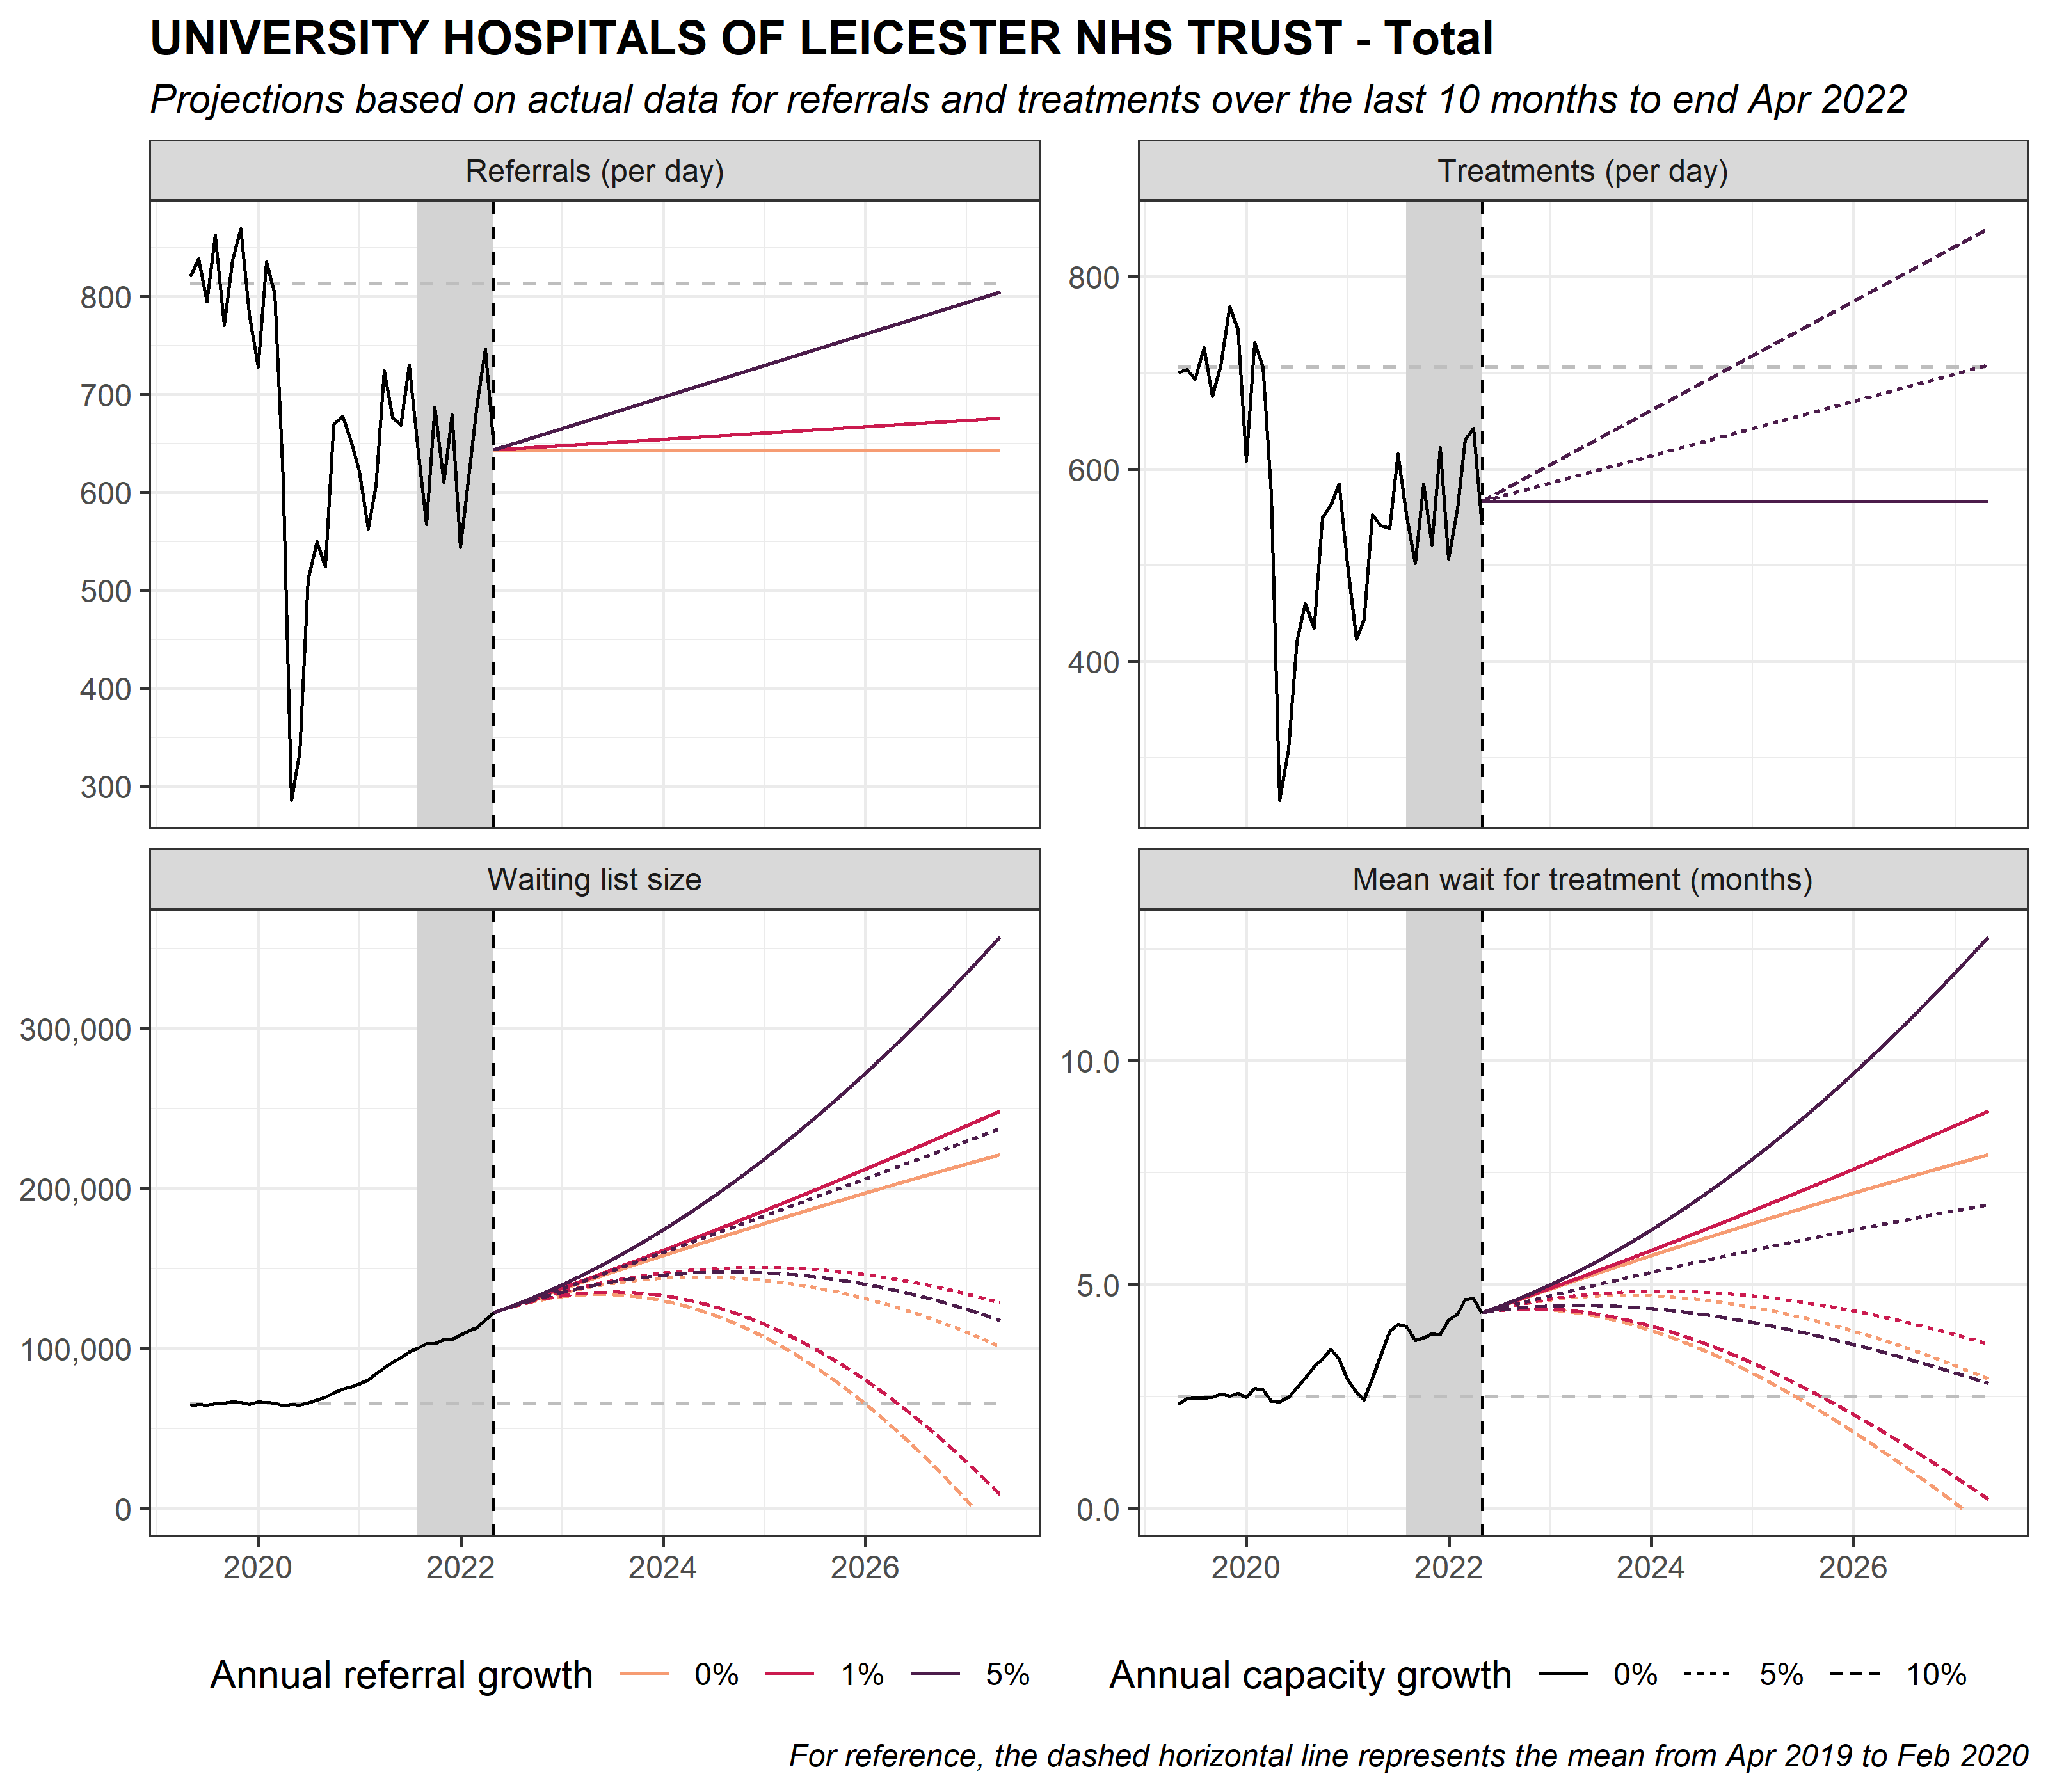 UNIVERSITY HOSPITALS OF LEICESTER NHS TRUST - Total
Projections based on actual data for referrals and treatments over the last 10 months to end Apr 2022
Referrals (per day)
800
700
600
500
400
300
Treatments (per day)
800
600
400
Waiting list size
300,000
200,000
100,000
0
2020 2022 2024 2026
Mean wait for treatment (months)
10.0
5.0
0.0
2020 2022 2024 2026
Annual referral growth 0% 1% 5%
Annual capacity growth 0% 5% 10%
For reference, the dashed horizontal line represents the mean from Apr 2019 to Feb 2020